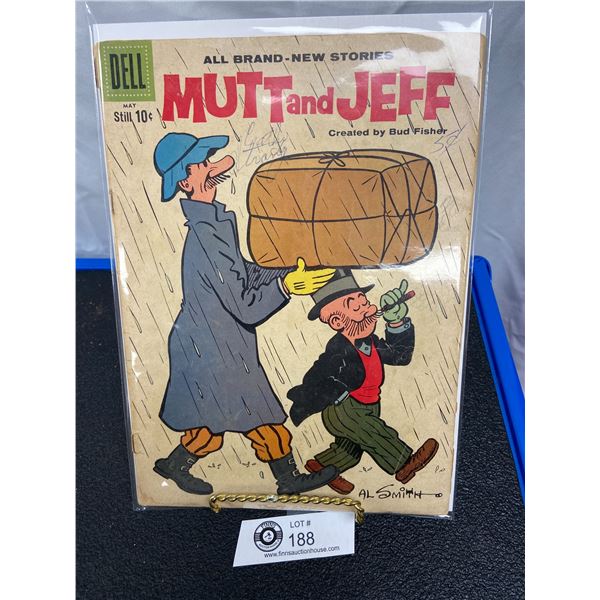 ALL BRAND-NEW STORIES
DELL
MUTT and JEFF
MAY
Still 10¢
Created by Bud Fisher
5¢
AL SMITH
LOT #
188
www.finnsauctionhouse.com